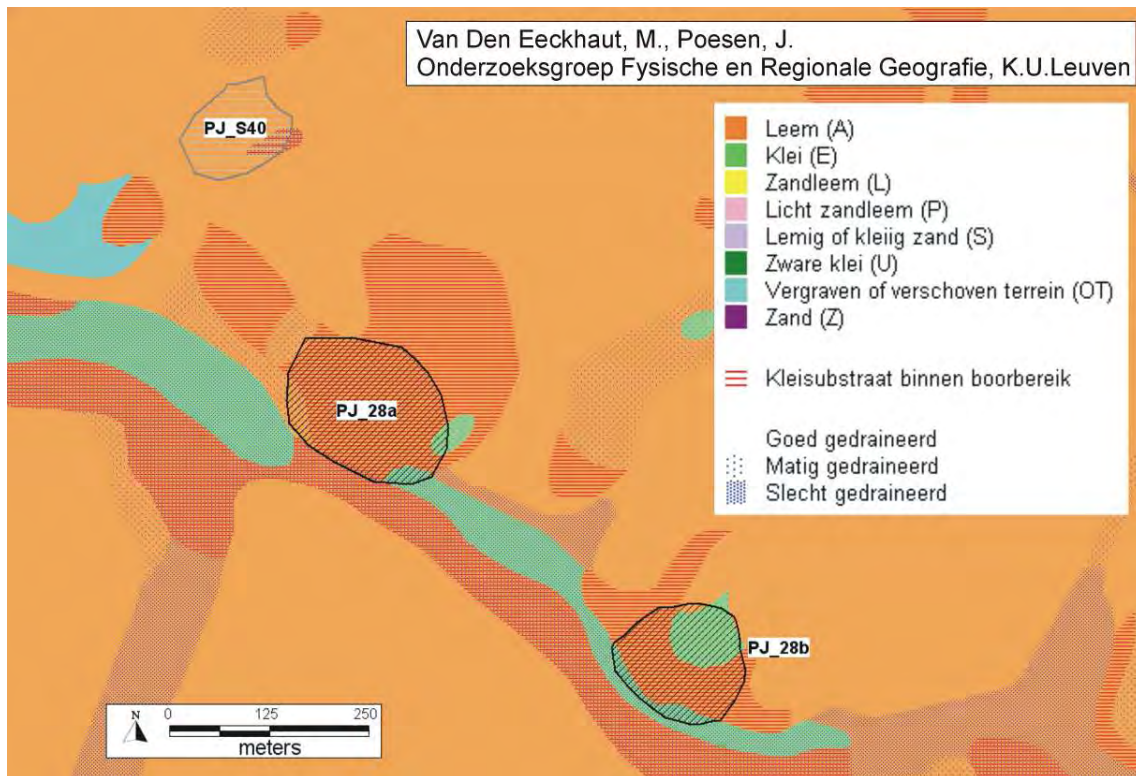 Van Den Eeckhaut, M., Poesen, J.
Onderzoeksgroep Fysische en Regionale Geografie, K.U.Leuven
PJ_S40
Leem (A)
Klei (E)
Zandleem (L)
Licht zandleem (P)
Lemig of kleiig zand (S)
Zware klei (U)
Vergraven of verschoven terrein (OT)
Zand (Z)
Kleisubstraat binnen boorbereik
Goed gedraineerd
Matig gedraineerd
Slecht gedraineerd
PJ_28a
PJ_28b
N 0 125 250
meters